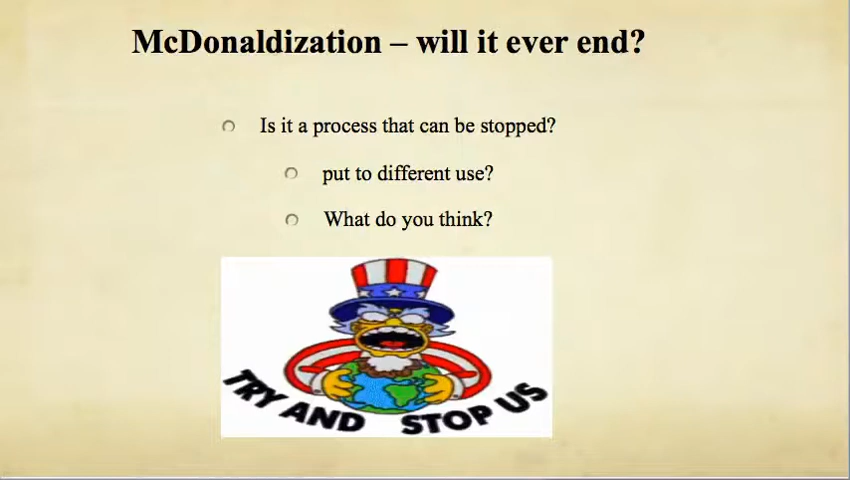 McDonaldization – will it ever end?
Is it a process that can be stopped?
put to different use?
What do you think?
TRY AND STOP US